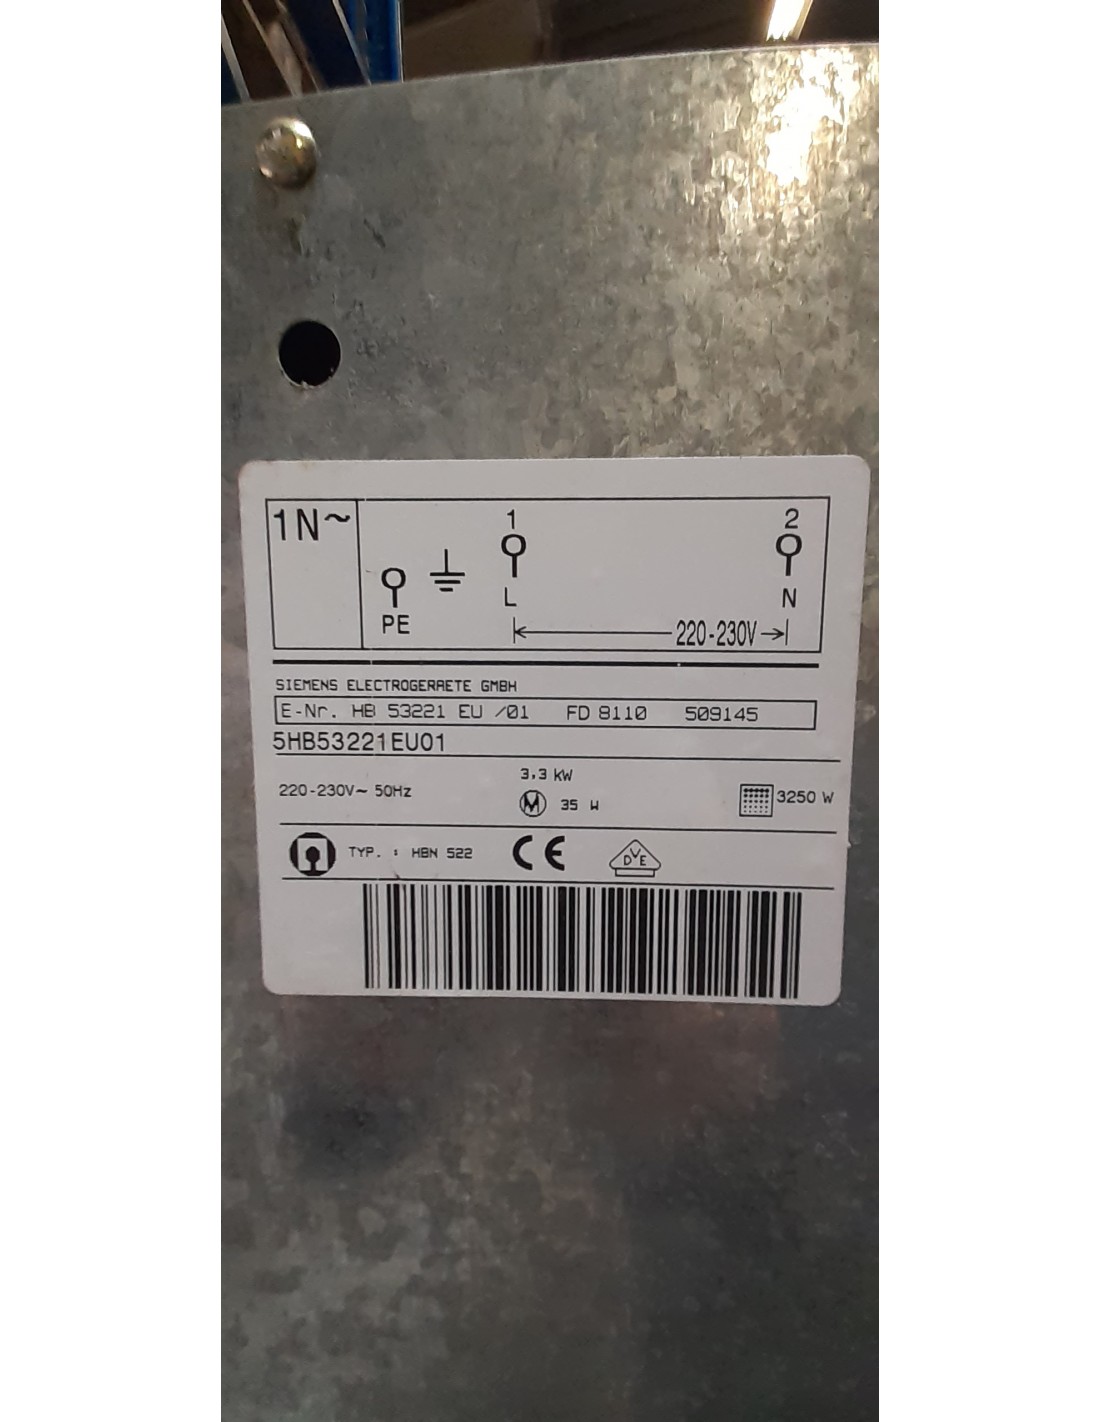 1N~
1
2
L
N
PE
220-230V
SIEMENS ELECTROGERAETE GMBH
E-Nr. HB 53221 EU /01 FD 8110 509145
5HB53221EU01
3,3 kW
220-230V~ 50Hz
M 35 W
3250 W
TYP. : HBN 522 CE DVE